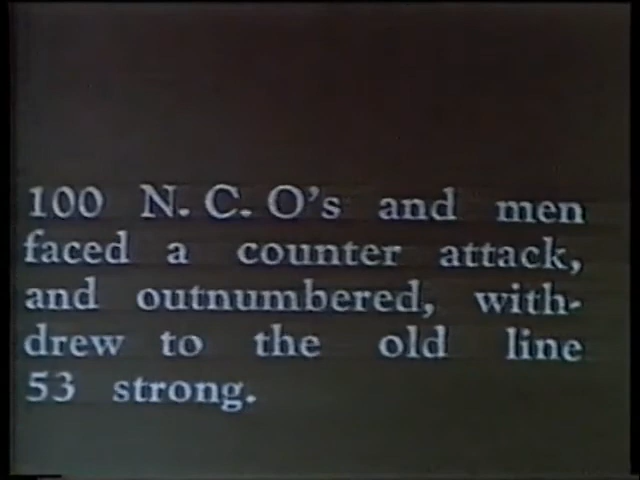 100 N. C. O's and men
faced a counter attack,
and outnumbered, with-
drew to the old line
53 strong.